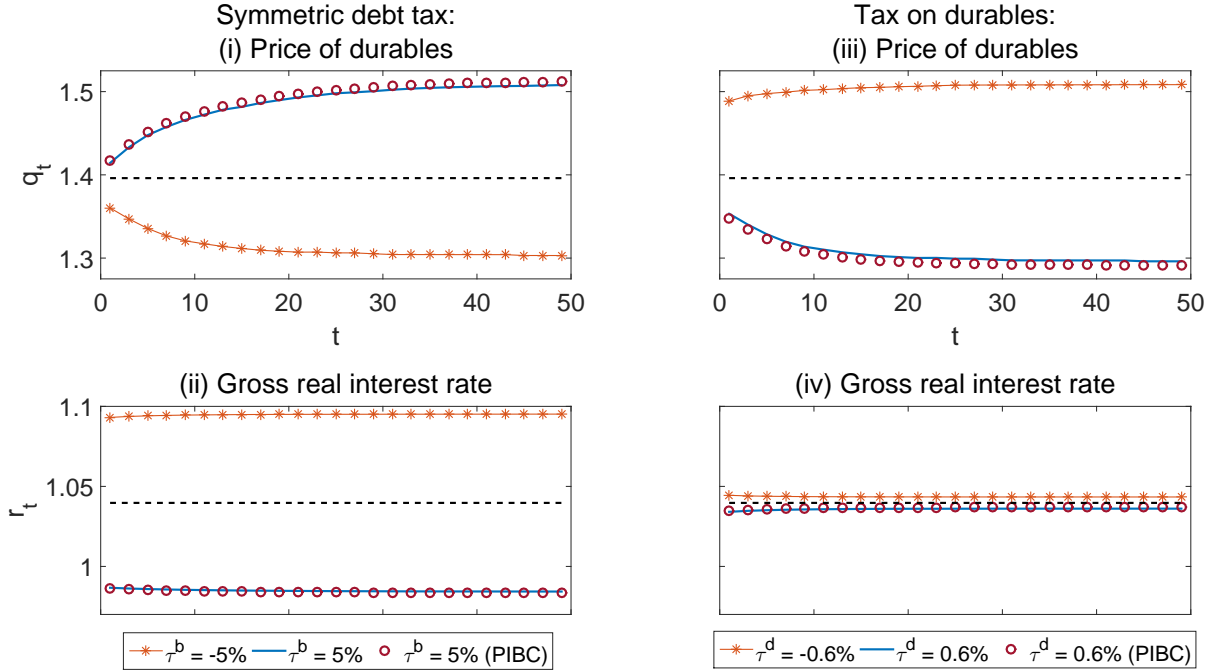 Symmetric debt tax:
(i) Price of durables
1.5
1.4
1.3
q_t
0 10 20 30 40 50
t
Tax on durables:
(iii) Price of durables
0 10 20 30 40 50
t
(ii) Gross real interest rate
1.1
1.05
1
r_t
(iv) Gross real interest rate
τ^b = -5% τ^b = 5% τ^b = 5% (PIBC)
τ^d = -0.6% τ^d = 0.6% τ^d = 0.6% (PIBC)